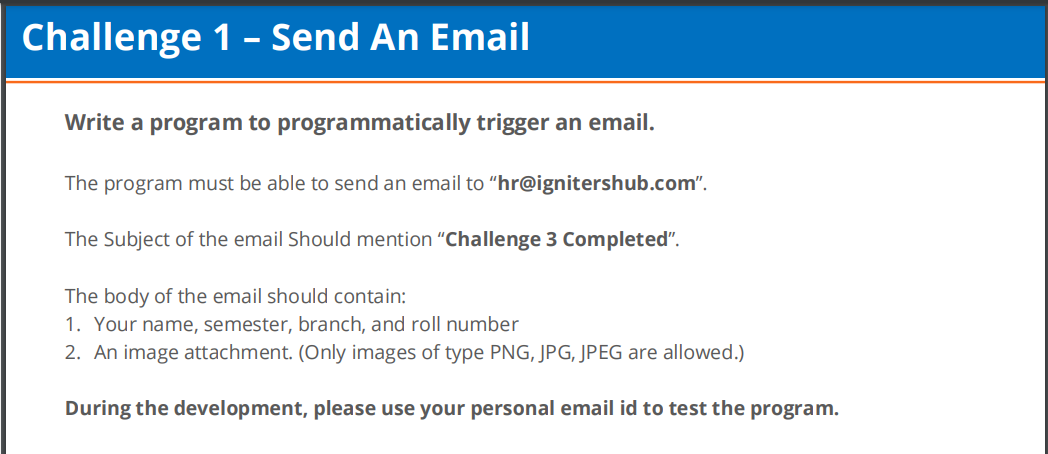 Challenge 1 – Send An Email
Write a program to programmatically trigger an email.
The program must be able to send an email to “hr@ignitershub.com”.
The Subject of the email Should mention “Challenge 3 Completed”.
The body of the email should contain:
1. Your name, semester, branch, and roll number
2. An image attachment. (Only images of type PNG, JPG, JPEG are allowed.)
During the development, please use your personal email id to test the program.